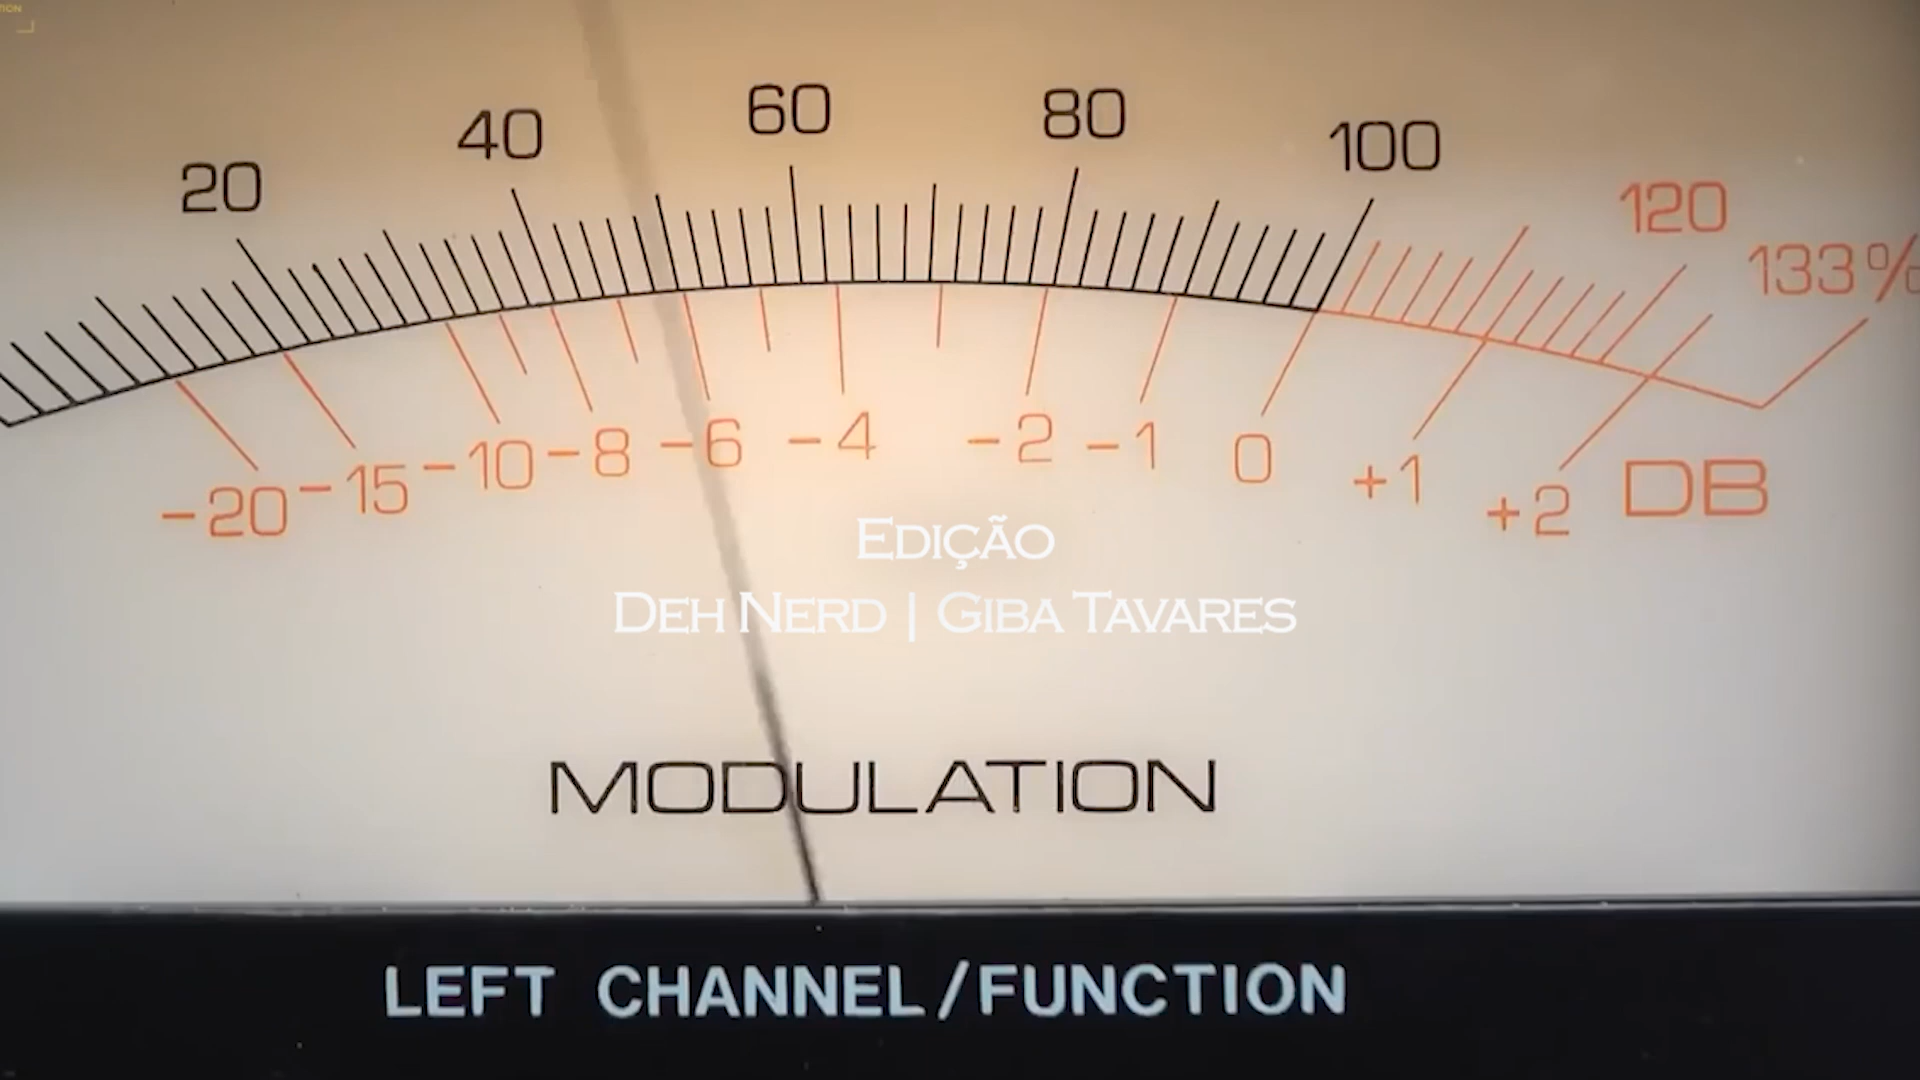 TION
20 40 60 80 100 120 133%
-20 -15 -10 -8 -6 -4 -2 -1 0 +1 +2 DB
Edição
Deh Nerd | Giba Tavares
MODULATION
LEFT CHANNEL/FUNCTION